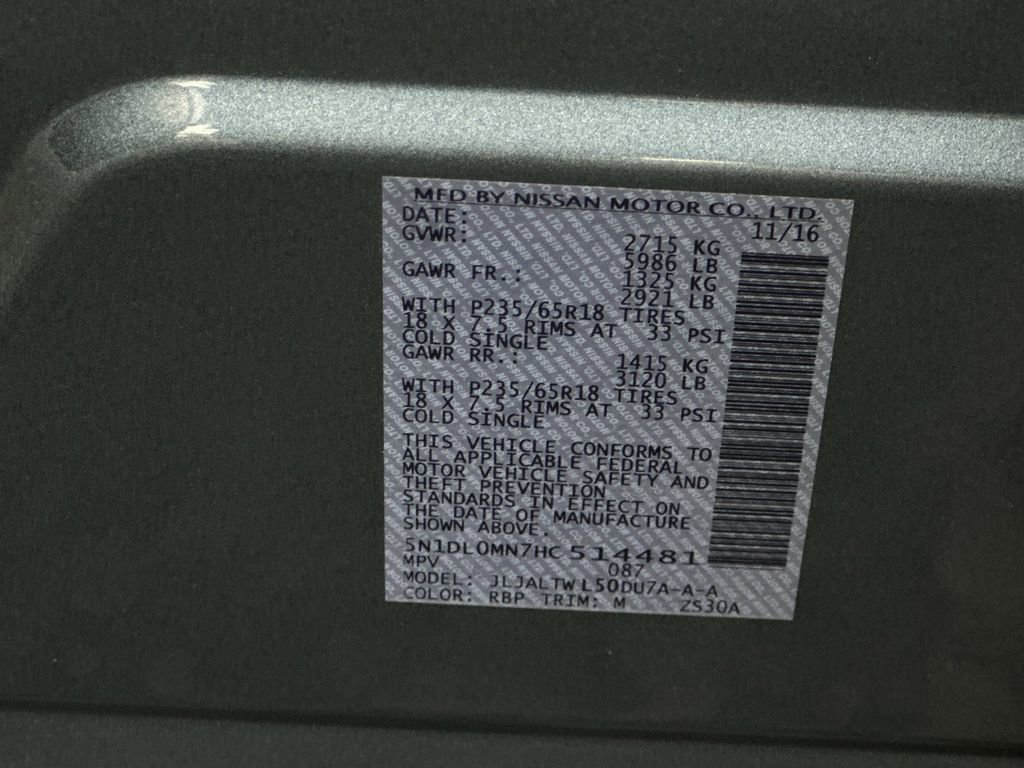 MFD BY NISSAN MOTOR CO., LTD.
DATE: 11/16
GVWR: 2715 KG
5986 LB
GAWR FR.: 1325 KG
2921 LB
WITH P235/65R18 TIRES
18 X 7.5 RIMS AT 33 PSI
COLD SINGLE
GAWR RR.: 1415 KG
3120 LB
WITH P235/65R18 TIRES
18 X 7.5 RIMS AT 33 PSI
COLD SINGLE
THIS VEHICLE CONFORMS TO
ALL APPLICABLE FEDERAL
MOTOR VEHICLE SAFETY AND
THEFT PREVENTION
STANDARDS IN EFFECT ON
THE DATE OF MANUFACTURE
SHOWN ABOVE.
5N1DL0MN7HC 514481
MPV 087
MODEL: JLJALTW L50DU7A-A-A
COLOR: RBP TRIM: M ZS30A